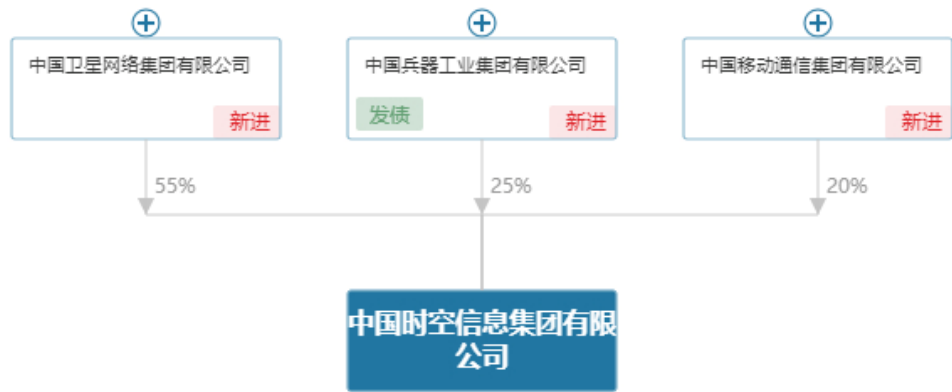 中国卫星网络集团有限公司
新进
中国兵器工业集团有限公司
发债
新进
中国移动通信集团有限公司
新进
55%
25%
20%
中国时空信息集团有限
公司